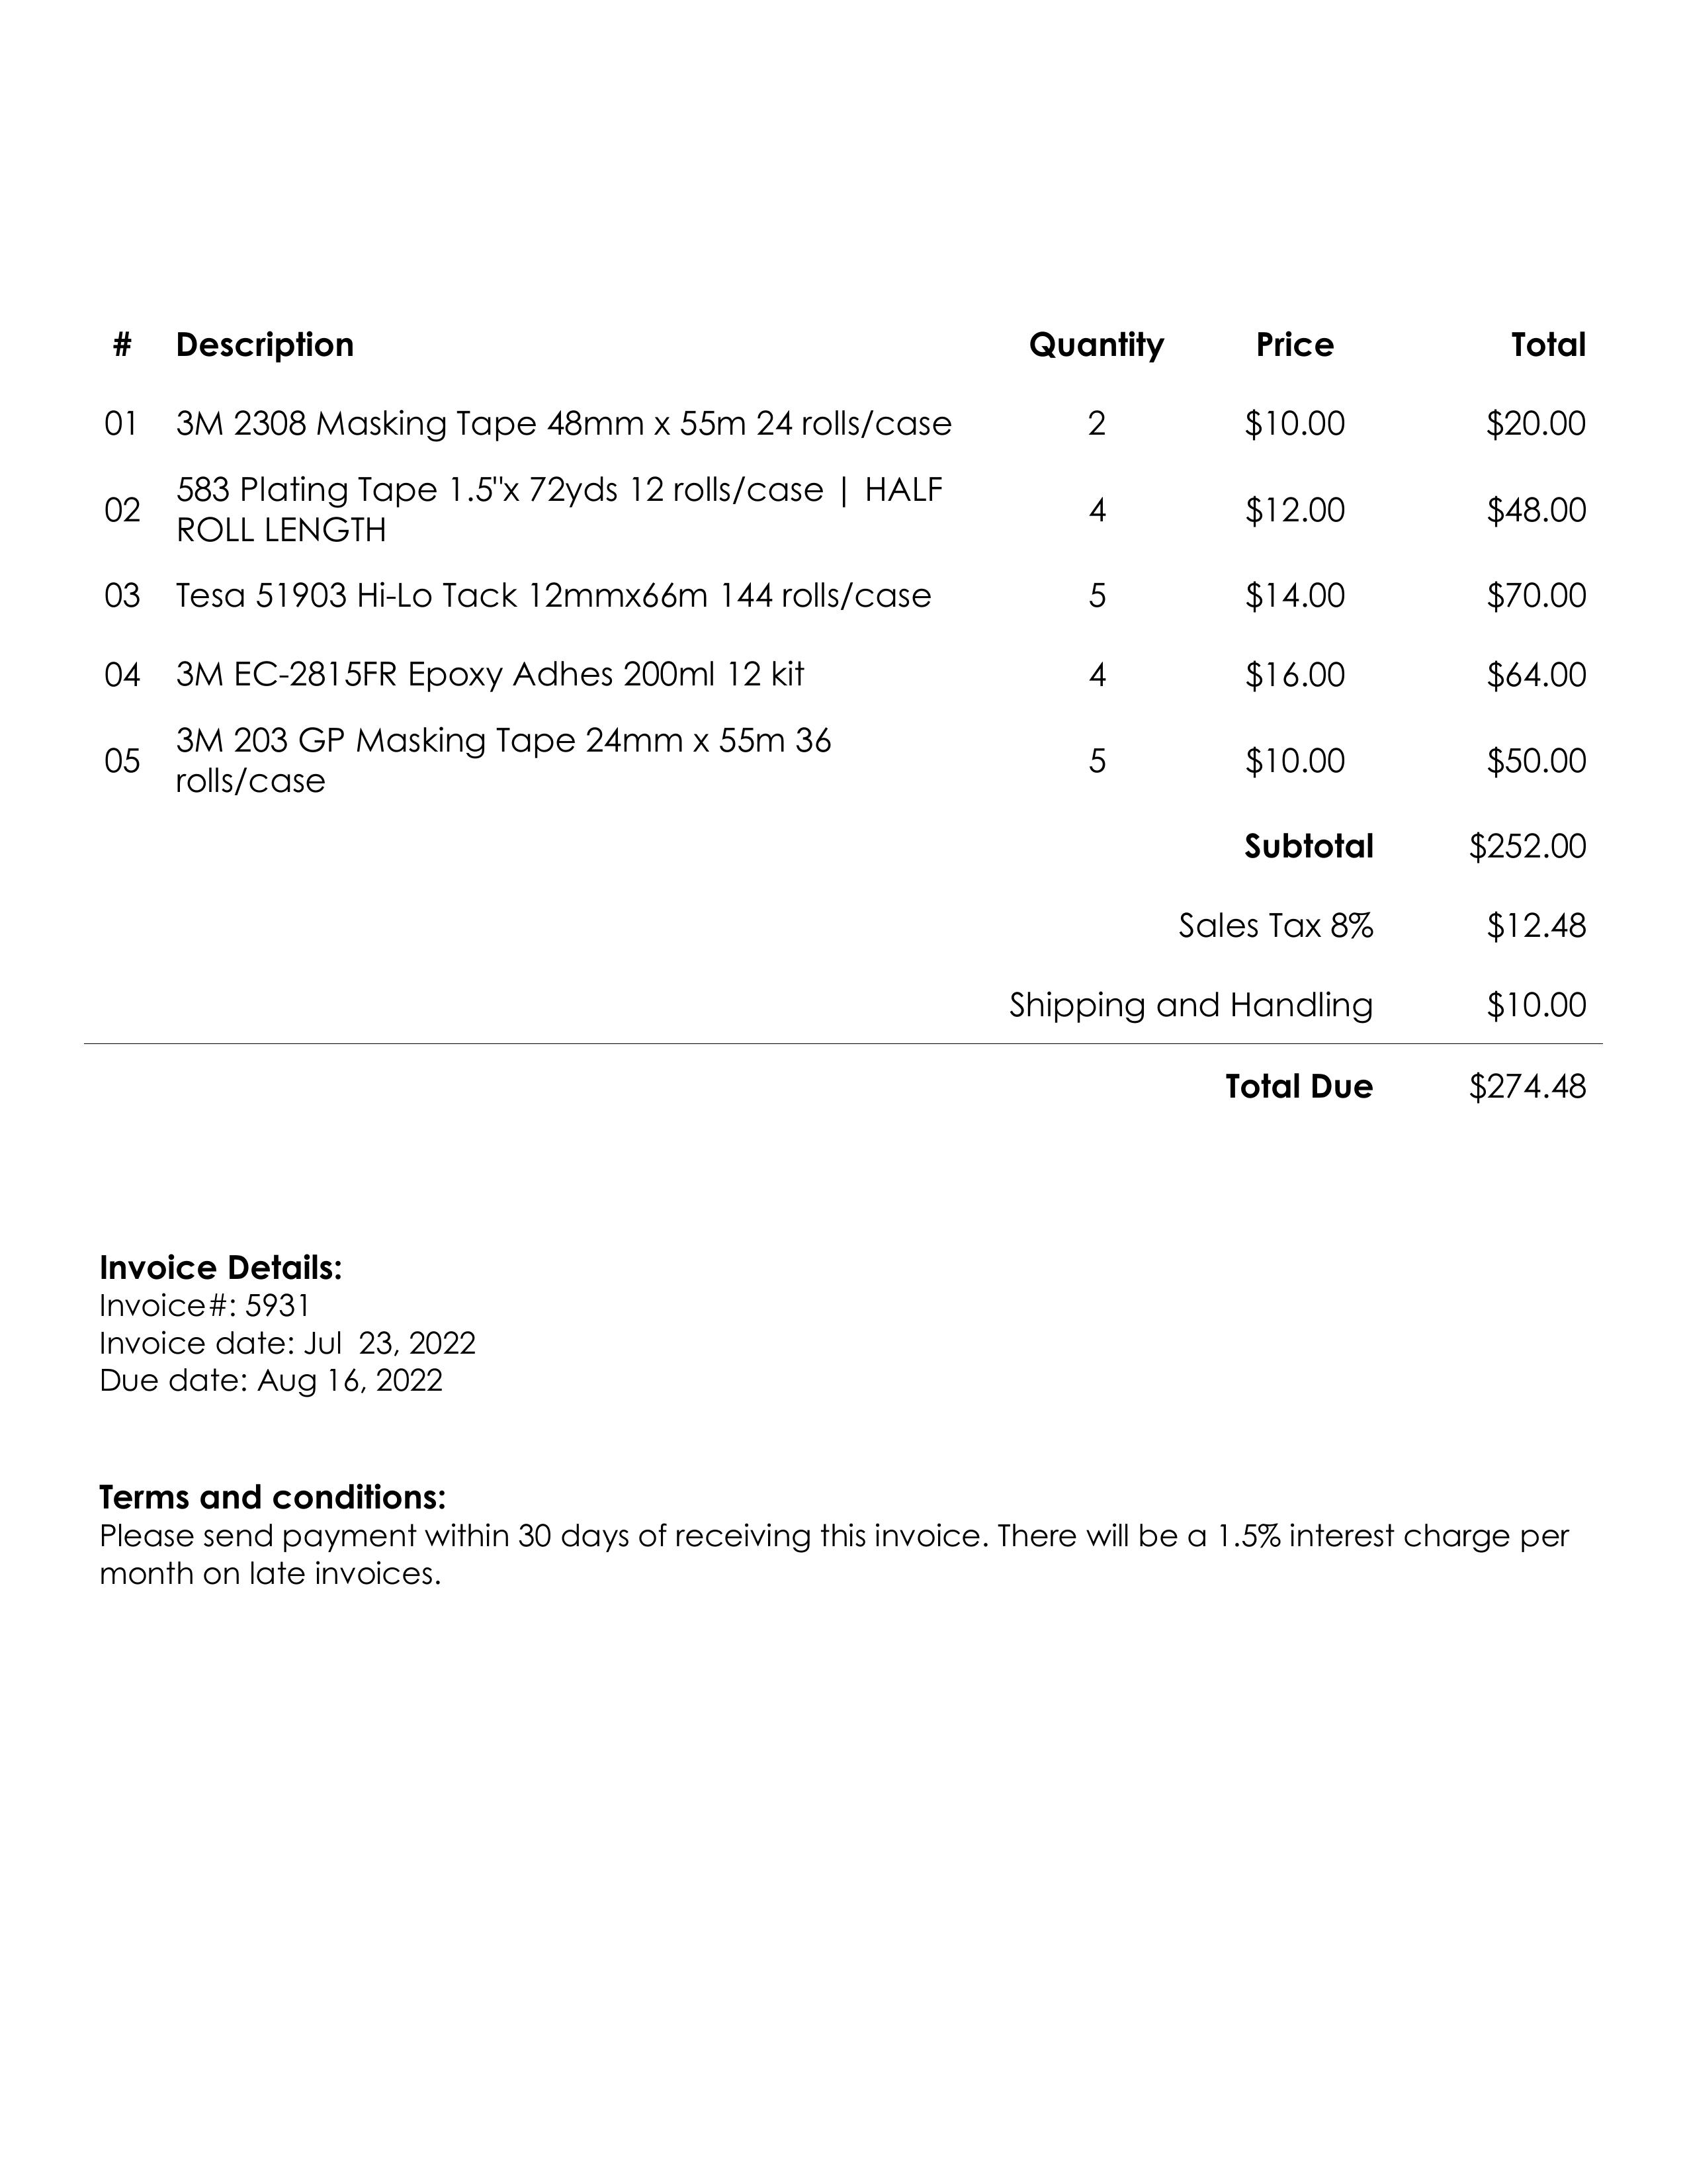 # Description Quantity Price Total
01 3M 2308 Masking Tape 48mm x 55m 24 rolls/case 2 $10.00 $20.00
02 583 Plating Tape 1.5"x 72yds 12 rolls/case | HALF
ROLL LENGTH 4 $12.00 $48.00
03 Tesa 51903 Hi-Lo Tack 12mmx66m 144 rolls/case 5 $14.00 $70.00
04 3M EC-2815FR Epoxy Adhes 200ml 12 kit 4 $16.00 $64.00
05 3M 203 GP Masking Tape 24mm x 55m 36
rolls/case 5 $10.00 $50.00
Subtotal $252.00
Sales Tax 8% $12.48
Shipping and Handling $10.00
Total Due $274.48
Invoice Details:
Invoice#: 5931
Invoice date: Jul 23, 2022
Due date: Aug 16, 2022
Terms and conditions:
Please send payment within 30 days of receiving this invoice. There will be a 1.5% interest charge per
month on late invoices.